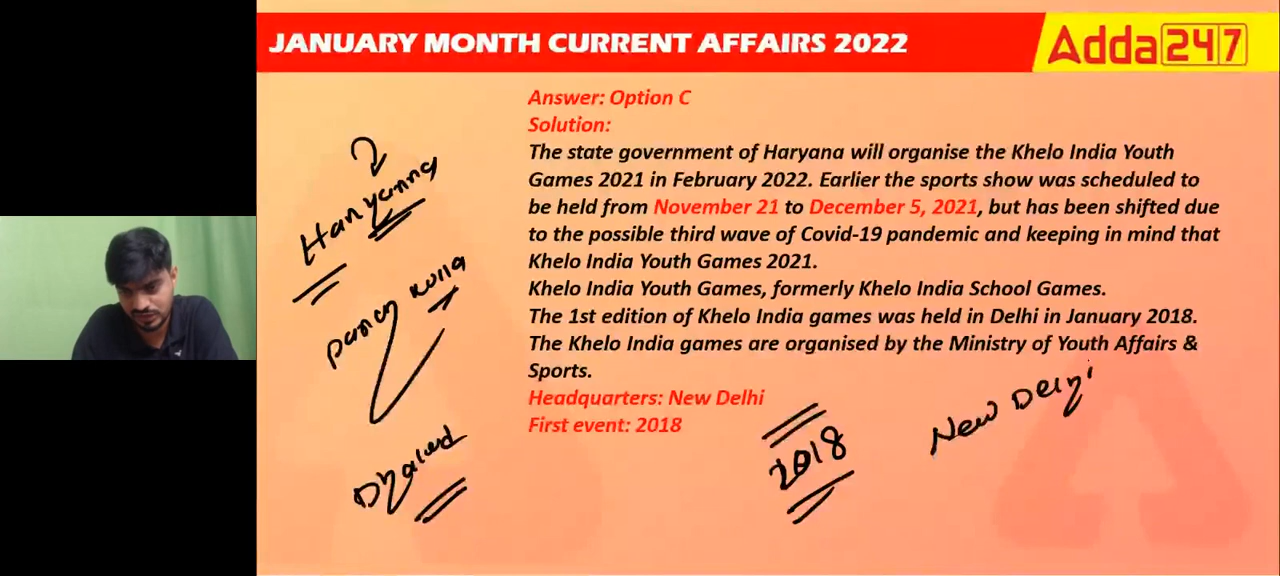 JANUARY MONTH CURRENT AFFAIRS 2022
Adda247
Answer: Option C
Solution:
The state government of Haryana will organise the Khelo India Youth
Games 2021 in February 2022. Earlier the sports show was scheduled to
be held from November 21 to December 5, 2021, but has been shifted due
to the possible third wave of Covid-19 pandemic and keeping in mind that
Khelo India Youth Games 2021.
Khelo India Youth Games, formerly Khelo India School Games.
The 1st edition of Khelo India games was held in Delhi in January 2018.
The Khelo India games are organised by the Ministry of Youth Affairs &
Sports.
Headquarters: New Delhi
First event: 2018
2018
New Delhi